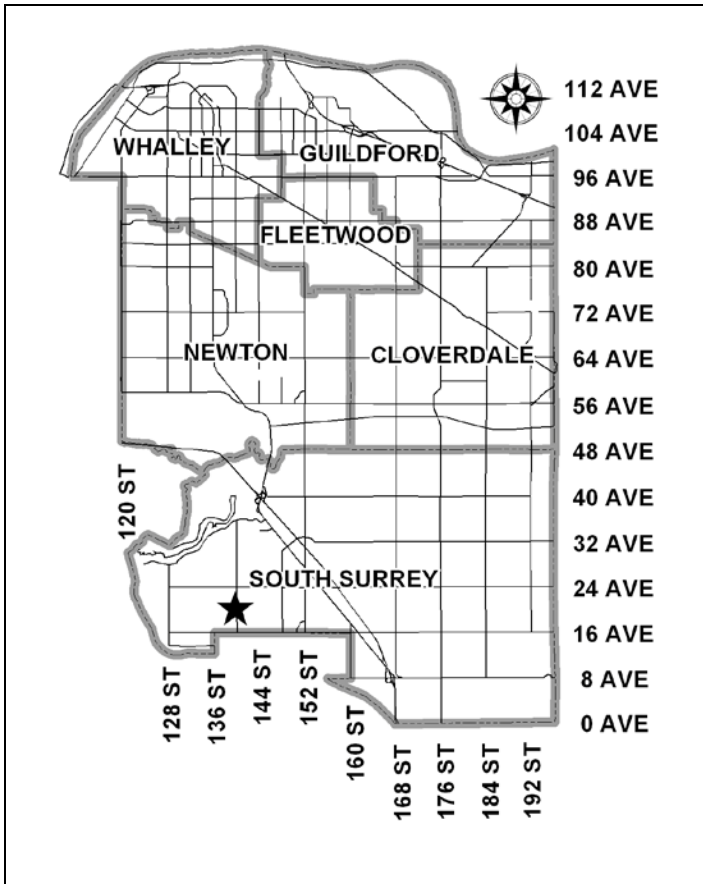 112 AVE
104 AVE
WHALLEY
GUILDFORD
96 AVE
88 AVE
FLEETWOOD
80 AVE
72 AVE
NEWTON
CLOVERDALE
64 AVE
56 AVE
48 AVE
120 ST
40 AVE
32 AVE
SOUTH SURREY
24 AVE
16 AVE
8 AVE
0 AVE
128 ST
136 ST
144 ST
152 ST
160 ST
168 ST
176 ST
184 ST
192 ST